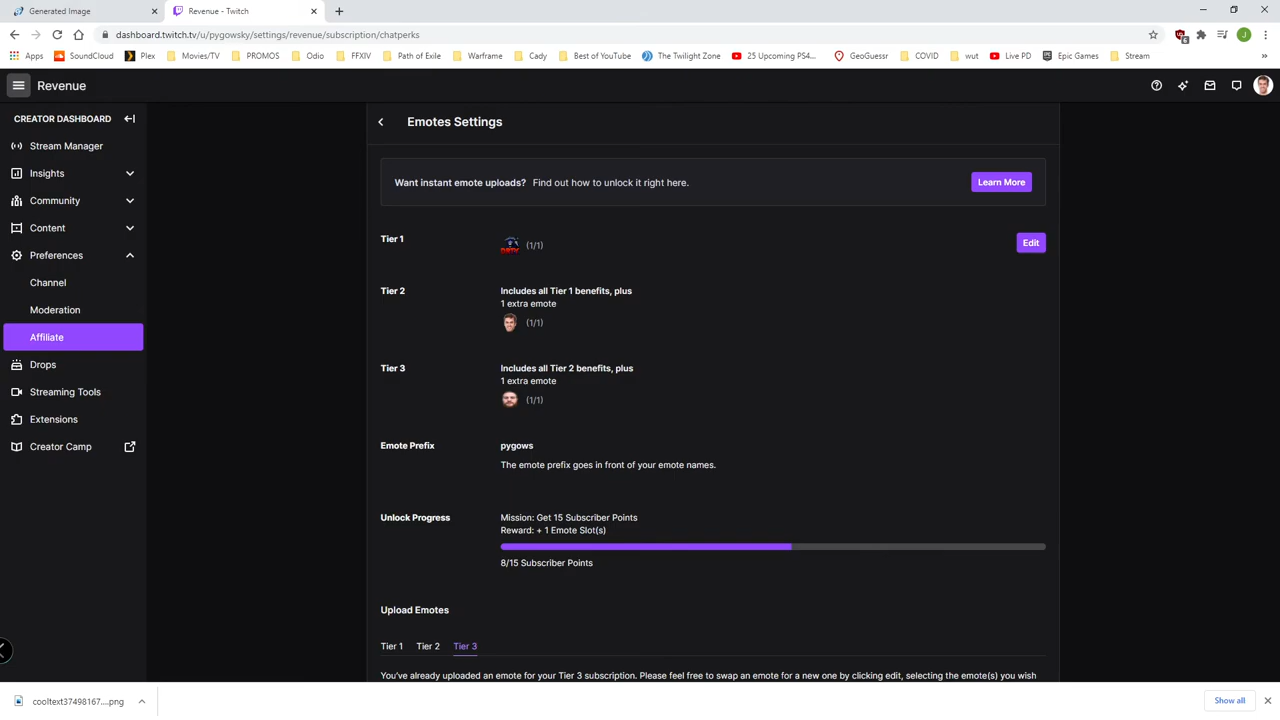 Generated Image
Revenue - Twitch
dashboard.twitch.tv/u/pygowsky/settings/revenue/subscription/chatperks
Apps SoundCloud Plex Movies/TV PROMOS Odio FFXIV Path of Exile Warframe Cady Best of YouTube The Twilight Zone 25 Upcoming PS4... GeoGuessr COVID wut Live PD Epic Games Stream
Revenue
CREATOR DASHBOARD
Stream Manager
Insights
Community
Content
Preferences
Channel
Moderation
Affiliate
Drops
Streaming Tools
Extensions
Creator Camp
Emotes Settings
Want instant emote uploads? Find out how to unlock it right here.
Learn More
Tier 1
(1/1)
Edit
Tier 2
Includes all Tier 1 benefits, plus
1 extra emote
(1/1)
Tier 3
Includes all Tier 2 benefits, plus
1 extra emote
(1/1)
Emote Prefix
pygows
The emote prefix goes in front of your emote names.
Unlock Progress
Mission: Get 15 Subscriber Points
Reward: + 1 Emote Slot(s)
8/15 Subscriber Points
Upload Emotes
Tier 1 Tier 2 Tier 3
You've already uploaded an emote for your Tier 3 subscription. Please feel free to swap an emote for a new one by clicking edit, selecting the emote(s) you wish
cooltext37498167....png
Show all